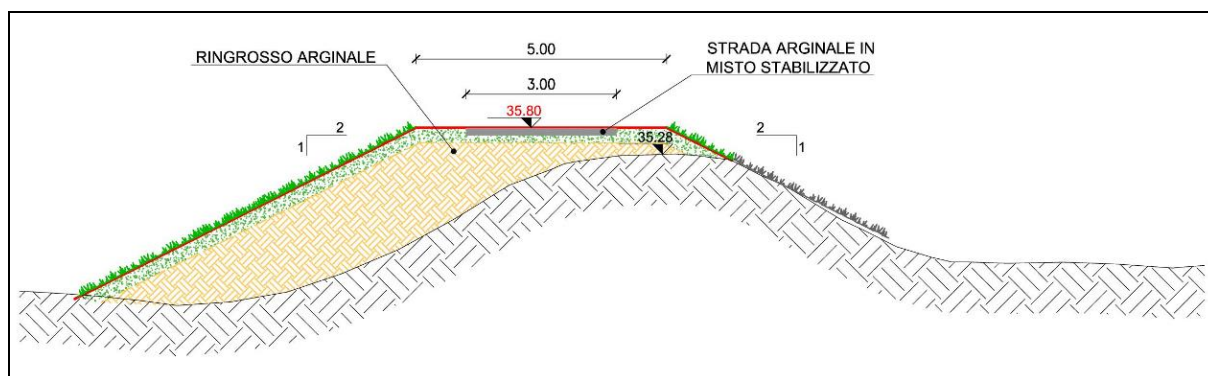 RINGROSSO ARGINALE
5.00
STRADA ARGINALE IN
MISTO STABILIZZATO
3.00
35.80
2
1
35.28
2
1